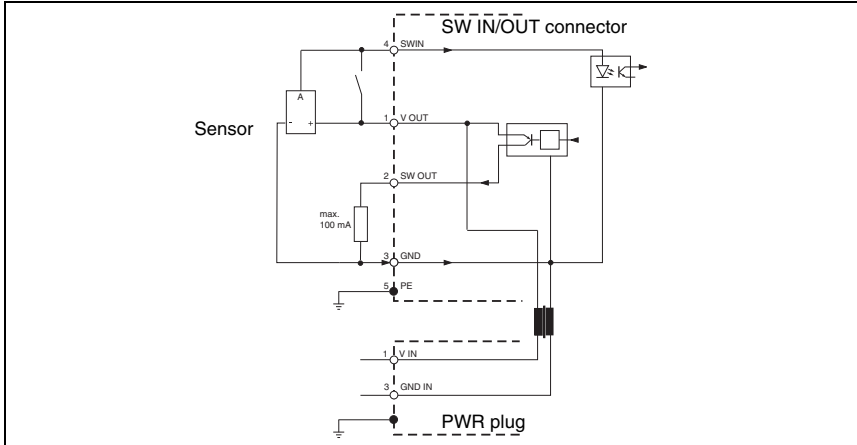 SW IN/OUT connector
4 SWIN
A
Sensor
- +
1 V OUT
2 SW OUT
max.
100 mA
3 GND
5 PE
1 V IN
3 GND IN
PWR plug